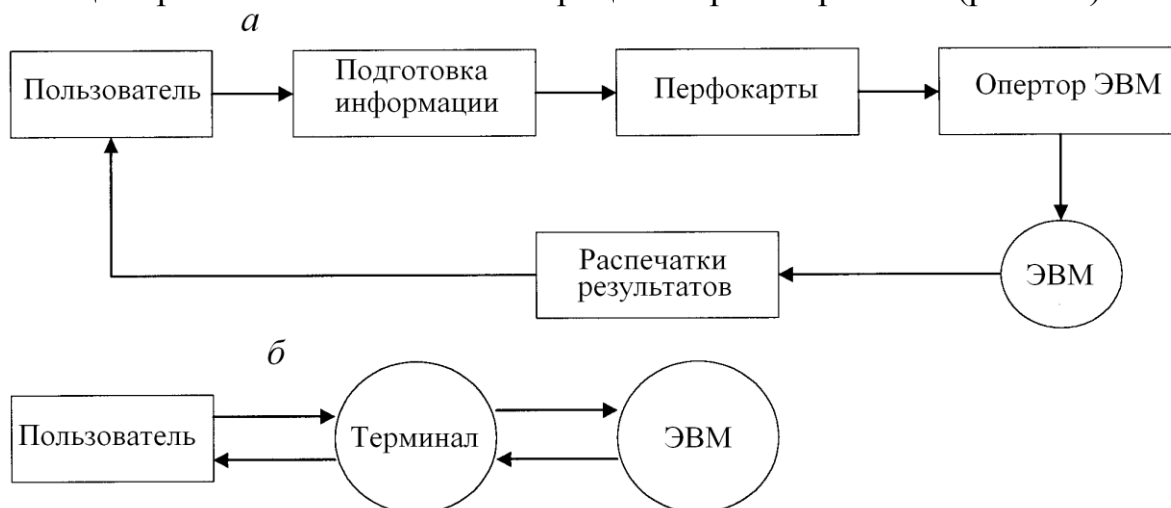 а
Пользователь
Подготовка
информации
Перфокарты
Опертор ЭВМ
Распечатки
результатов
ЭВМ
б
Пользователь
Терминал
ЭВМ